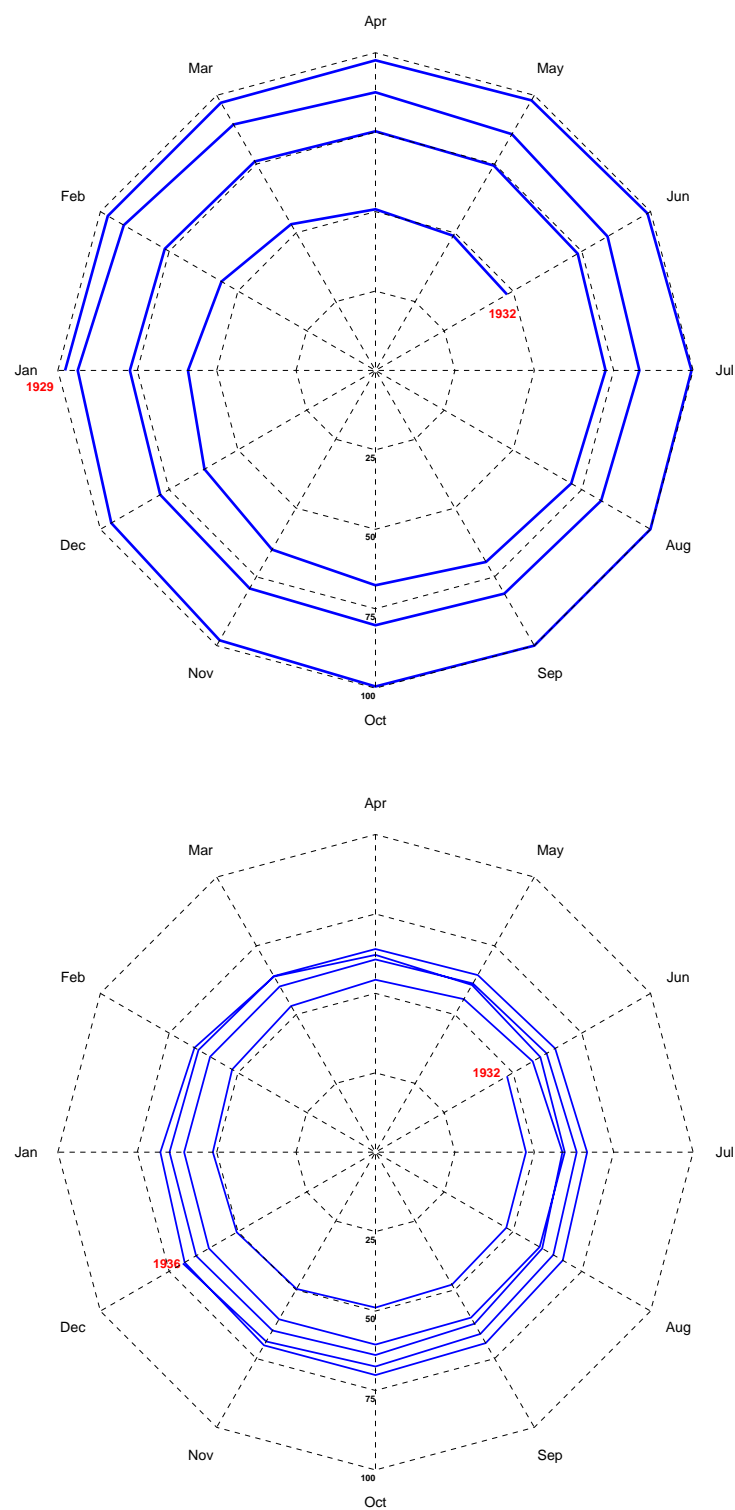 Apr
Mar May
Feb Jun
1932
Jan Jul
1929
25
50
Dec Aug
75
Nov Sep
100
Oct
Apr
Mar May
Feb Jun
1932
Jan Jul
25
1936
Dec Aug
50
75
Nov Sep
100
Oct